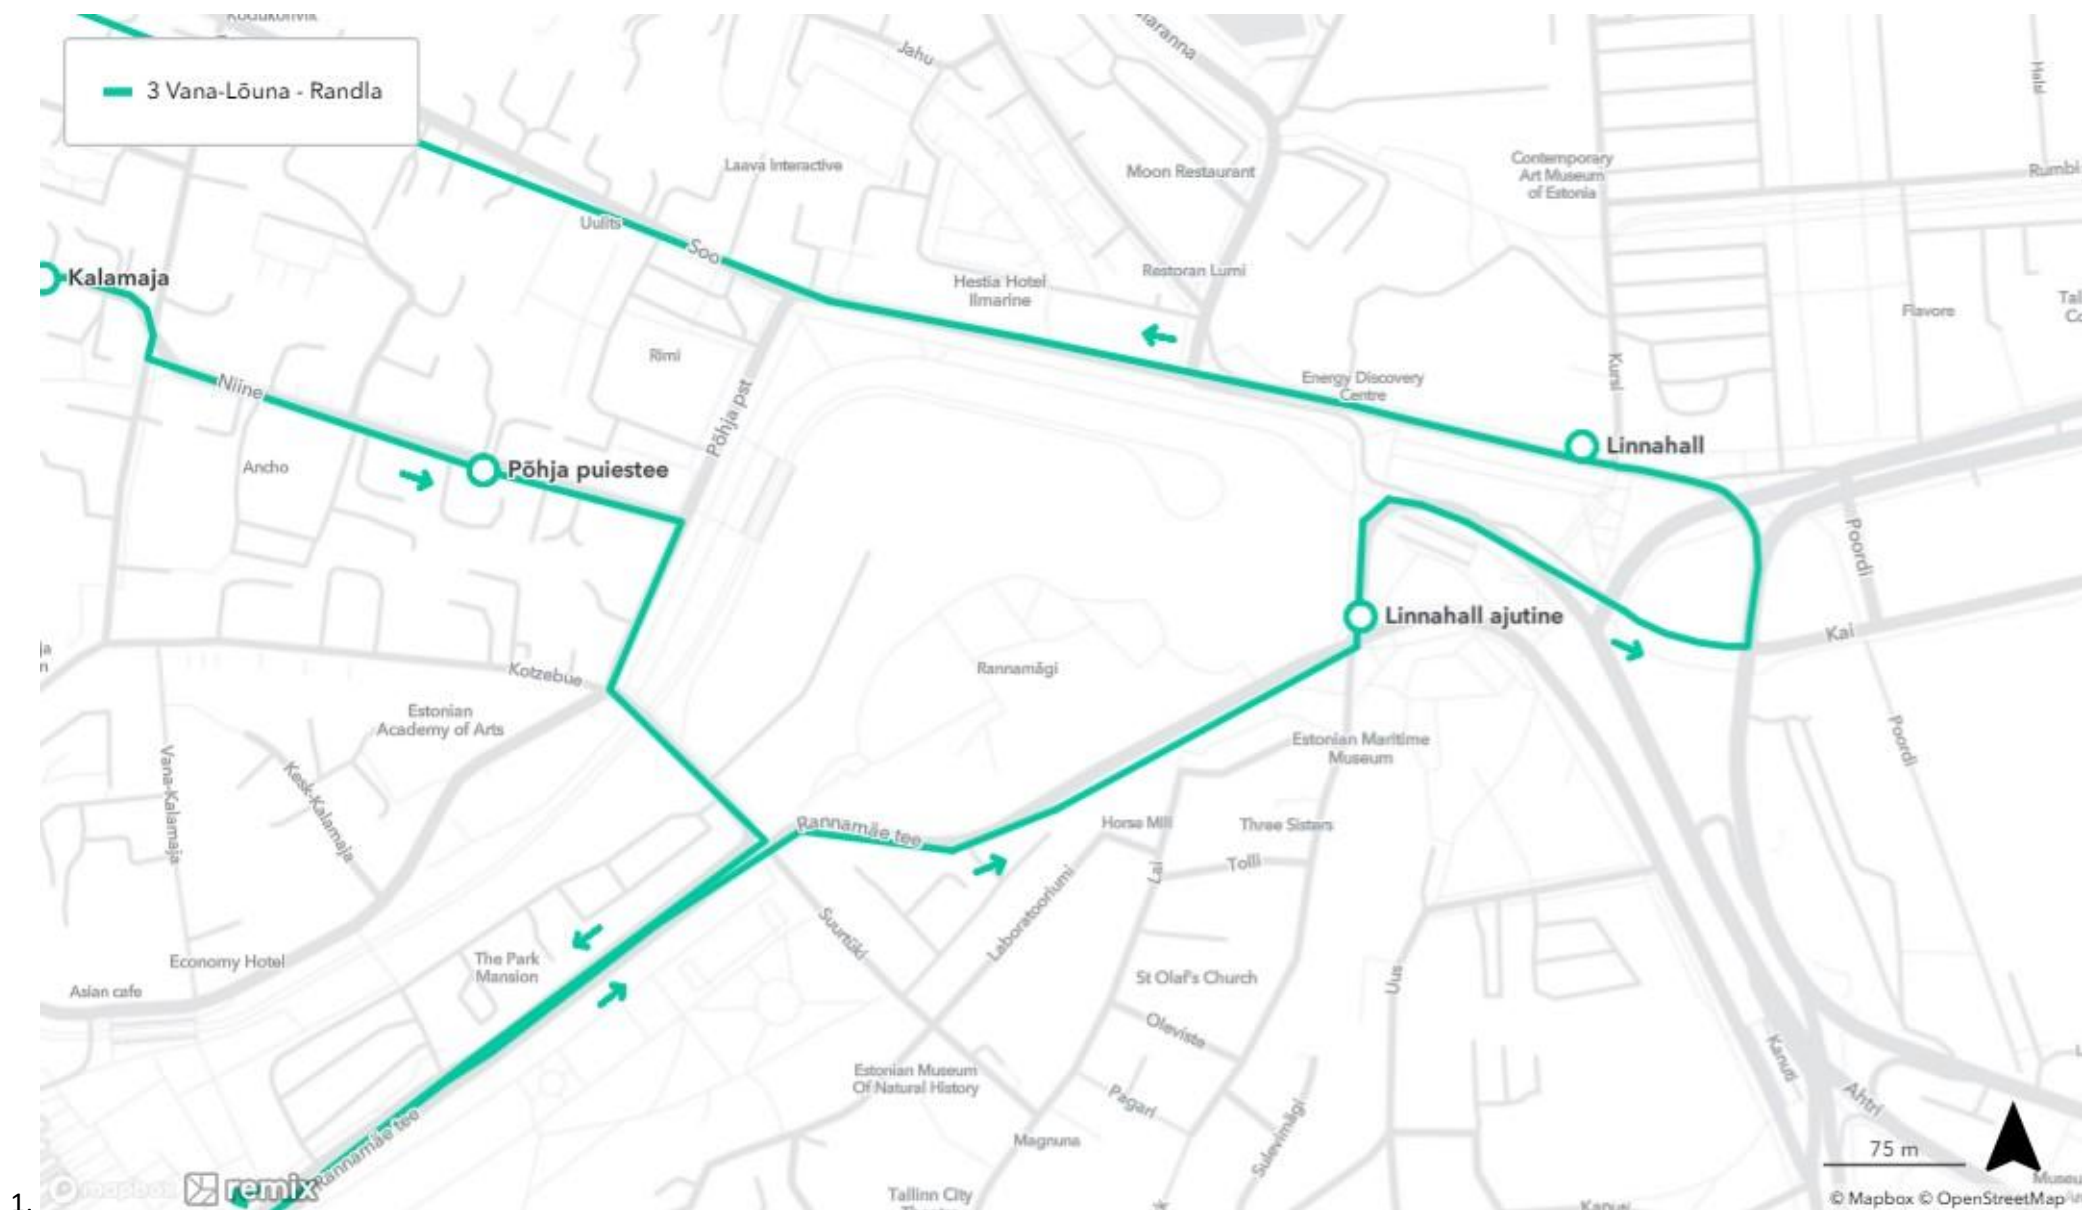 Jahu
3 Vana-Lõuna - Randla
Laava Interactive
Moon Restaurant
Contemporary
Art Museum
of Estonia
Uulits
Soo
Kalamaja
Hestia Hotel
Ilmarine
Restoran Lumi
Flavore
Rimi
Niine
Põhja pst
Energy Discovery
Centre
Kursi
Linnahall
Ancho
Põhja puiestee
Poordi
Linnahall ajutine
Kai
Kotzebue
Rannamägi
Estonian
Academy of Arts
Estonian Maritime
Museum
Poordi
Vana-Kalamaja
Kesk-Kalamaja
Rannamäe tee
Horse Mill
Three Sisters
Lai
Tolli
Suurtüki
Laboratooriumi
Economy Hotel
The Park
Mansion
Asian cafe
St Olaf's Church
Uus
Oleviste
Estonian Museum
Of Natural History
Pagari
Kanuti
Ahtri
Rannamäe tee
Magnuna
Sulevimägi
75 m
mapbox
remix
Tallinn City
© Mapbox © OpenStreetMap
1.